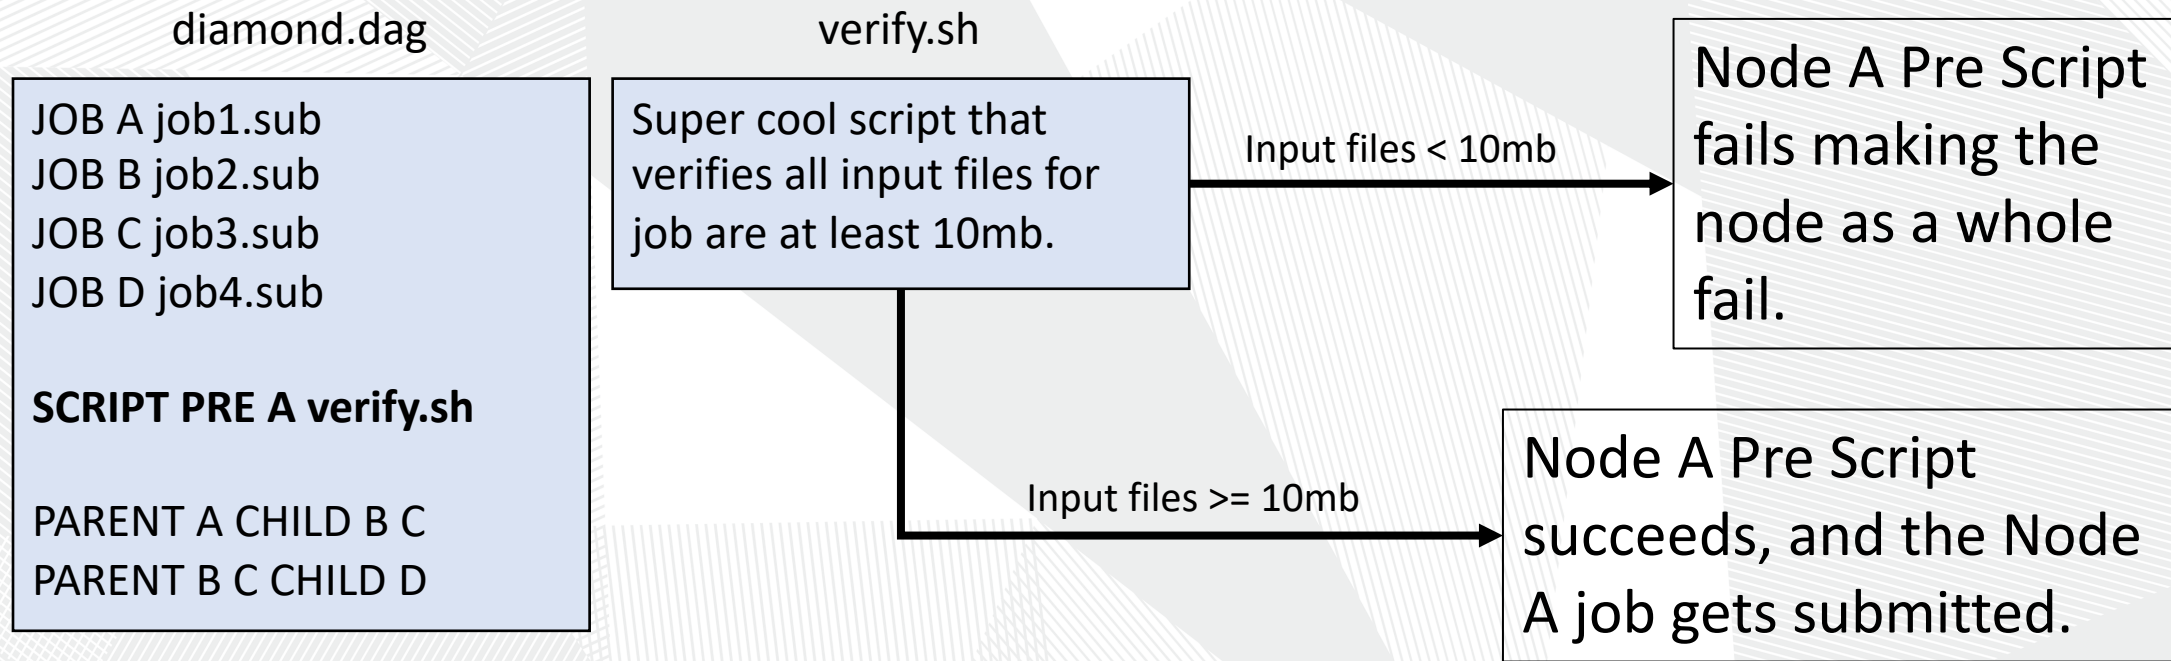 diamond.dag
JOB A job1.sub
JOB B job2.sub
JOB C job3.sub
JOB D job4.sub
SCRIPT PRE A verify.sh
PARENT A CHILD B C
PARENT B C CHILD D
verify.sh
Super cool script that
verifies all input files for
job are at least 10mb.
Input files < 10mb
Node A Pre Script
fails making the
node as a whole
fail.
Input files >= 10mb
Node A Pre Script
succeeds, and the Node
A job gets submitted.